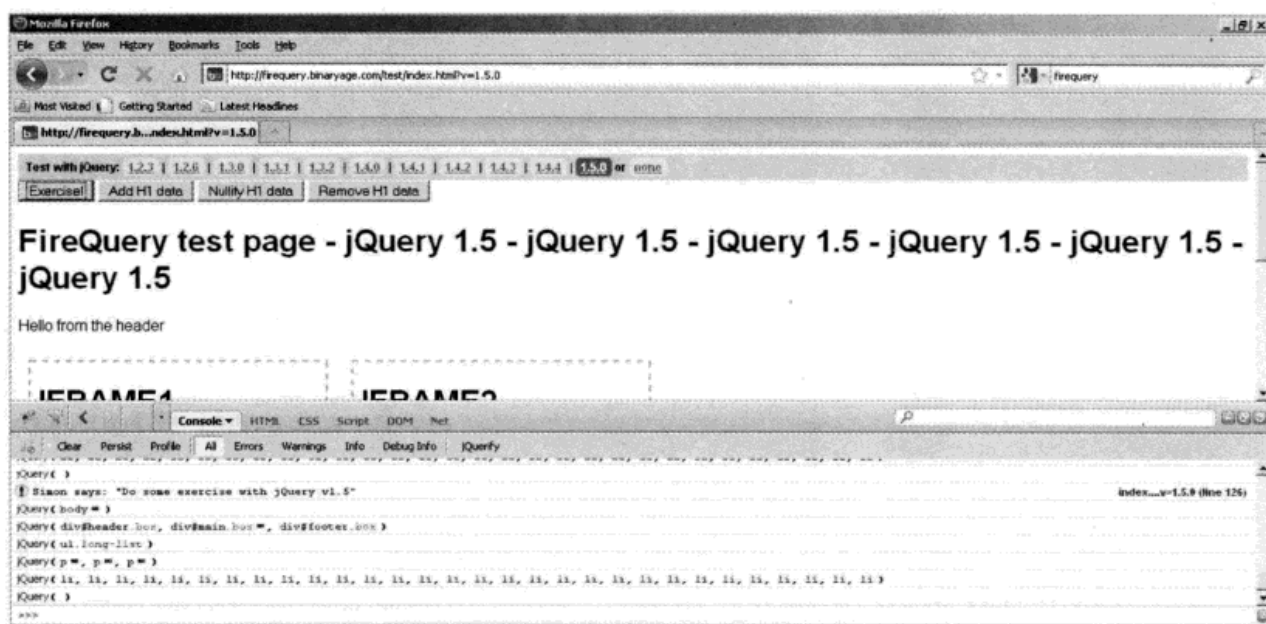 Mozilla Firefox
File Edit View History Bookmarks Tools Help
http://firequery.binaryage.com/test/index.html?v=1.5.0
firequery
Most Visited Getting Started Latest Headlines
http://firequery.b...ndex.html?v=1.5.0
Test with jQuery: 1.2.3 | 1.2.6 | 1.3.0 | 1.3.1 | 1.3.2 | 1.4.0 | 1.4.1 | 1.4.2 | 1.4.3 | 1.4.4 | 1.5.0 or none
Exercise! Add H1 data Nullify H1 data Remove H1 data
FireQuery test page - jQuery 1.5 - jQuery 1.5 - jQuery 1.5 - jQuery 1.5 - jQuery 1.5 -
jQuery 1.5
Hello from the header
IFRAME1 IFRAME2
Console HTML CSS Script DOM Net
Clear Persist Profile All Errors Warnings Info Debug Info jQuerify
jQuery( )
Simon says: "Do some exercise with jQuery v1.5" index....v=1.5.0 (line 126)
jQuery( body )
jQuery( div#header.box, div#main.box, div#footer.box )
jQuery( ul.long-list )
jQuery( p, p, p )
jQuery( li, li, li, li, li, li, li, li, li, li, li, li, li, li, li, li, li, li, li, li, li, li, li, li, li, li, li, li, li, li )
jQuery( )
>>>